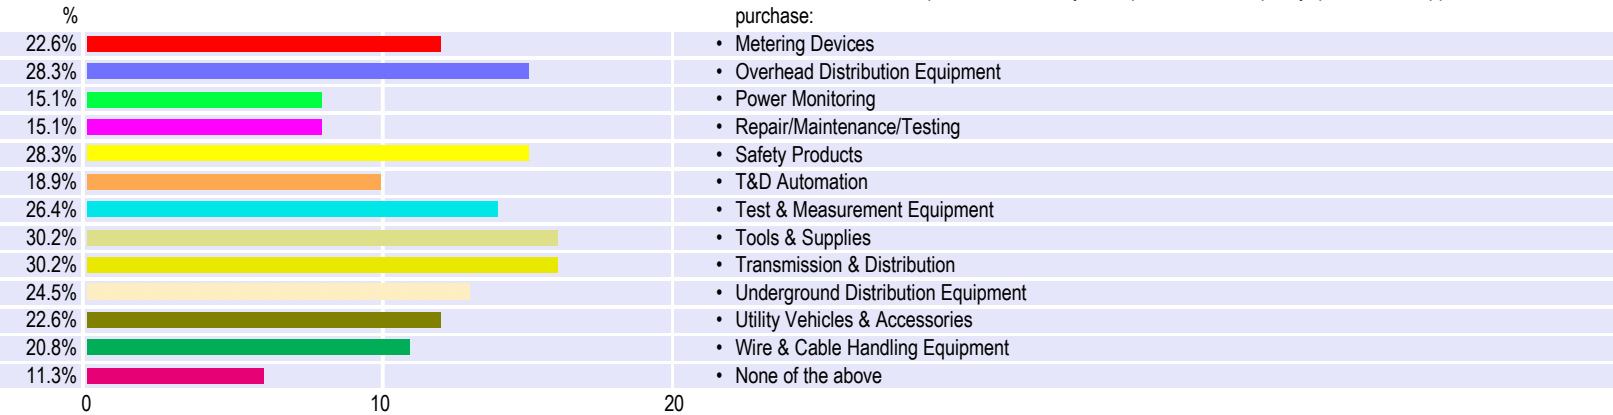 %
purchase:
22.6% • Metering Devices
28.3% • Overhead Distribution Equipment
15.1% • Power Monitoring
15.1% • Repair/Maintenance/Testing
28.3% • Safety Products
18.9% • T&D Automation
26.4% • Test & Measurement Equipment
30.2% • Tools & Supplies
30.2% • Transmission & Distribution
24.5% • Underground Distribution Equipment
22.6% • Utility Vehicles & Accessories
20.8% • Wire & Cable Handling Equipment
11.3% • None of the above
0 10 20